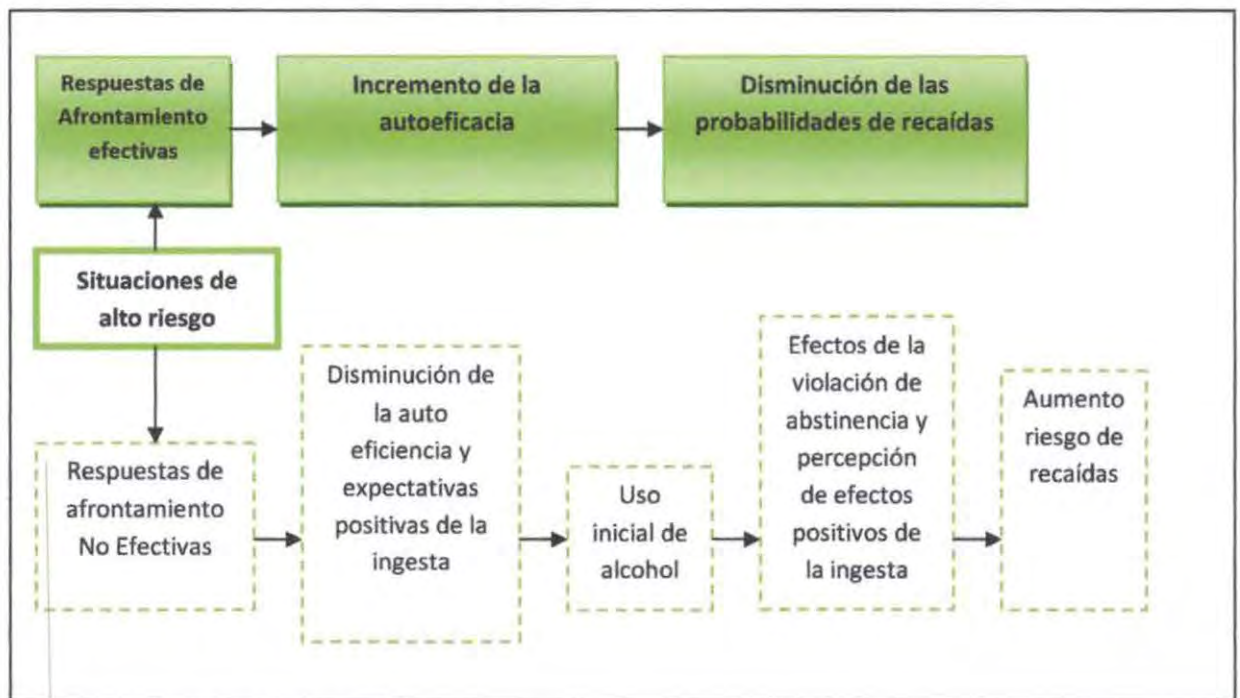 Respuestas de
Afrontamiento
efectivas
Incremento de la
autoeficacia
Disminución de las
probabilidades de recaídas
Situaciones de
alto riesgo
Respuestas de
afrontamiento
No Efectivas
Disminución de
la auto
eficiencia y
expectativas
positivas de la
ingesta
Uso
inicial de
alcohol
Efectos de la
violación de
abstinencia y
percepción
de efectos
positivos de
la ingesta
Aumento
riesgo de
recaídas